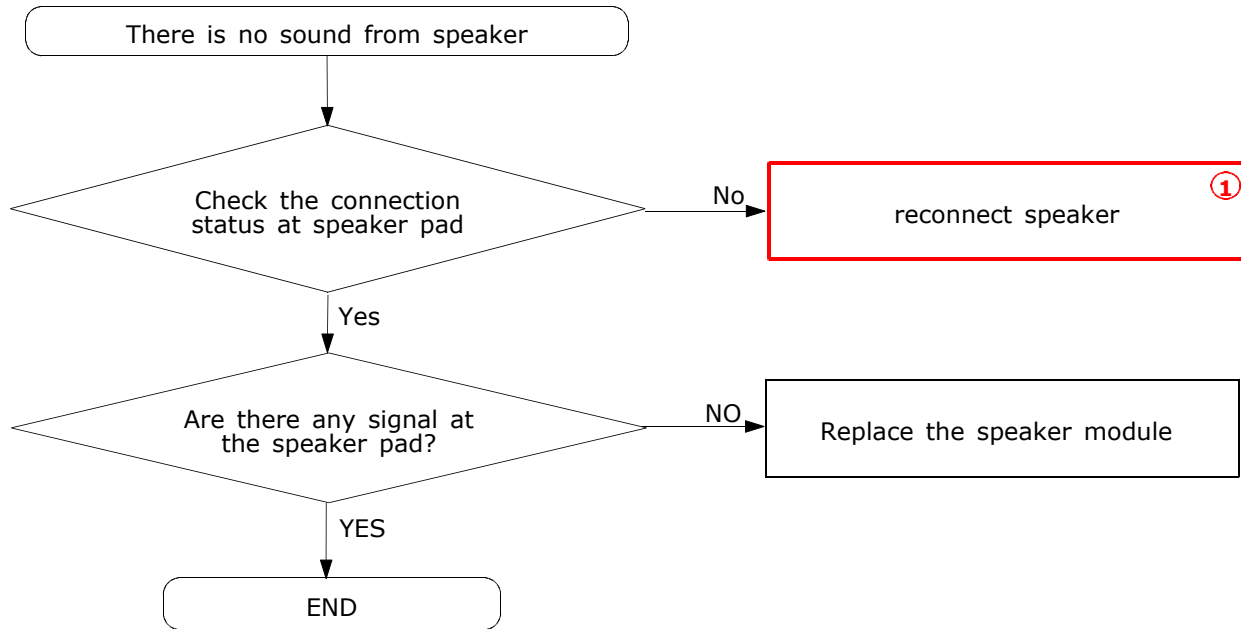 There is no sound from speaker
Check the connection
status at speaker pad
No
①
reconnect speaker
Yes
Are there any signal at
the speaker pad?
NO
Replace the speaker module
YES
END